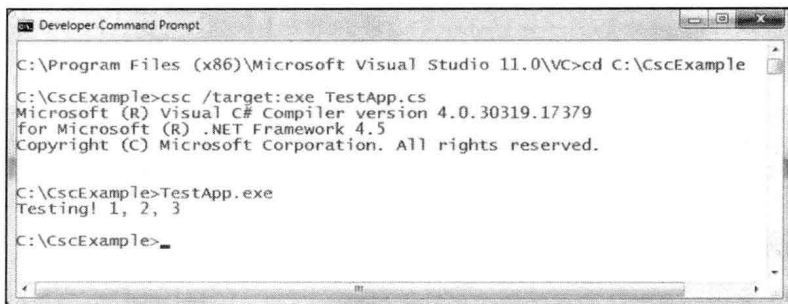 Developer Command Prompt
C:\Program Files (x86)\Microsoft Visual Studio 11.0\VC>cd C:\CscExample
C:\CscExample>csc /target:exe TestApp.cs
Microsoft (R) Visual C# Compiler version 4.0.30319.17379
for Microsoft (R) .NET Framework 4.5
Copyright (C) Microsoft Corporation. All rights reserved.
C:\CscExample>TestApp.exe
Testing! 1, 2, 3
C:\CscExample>_